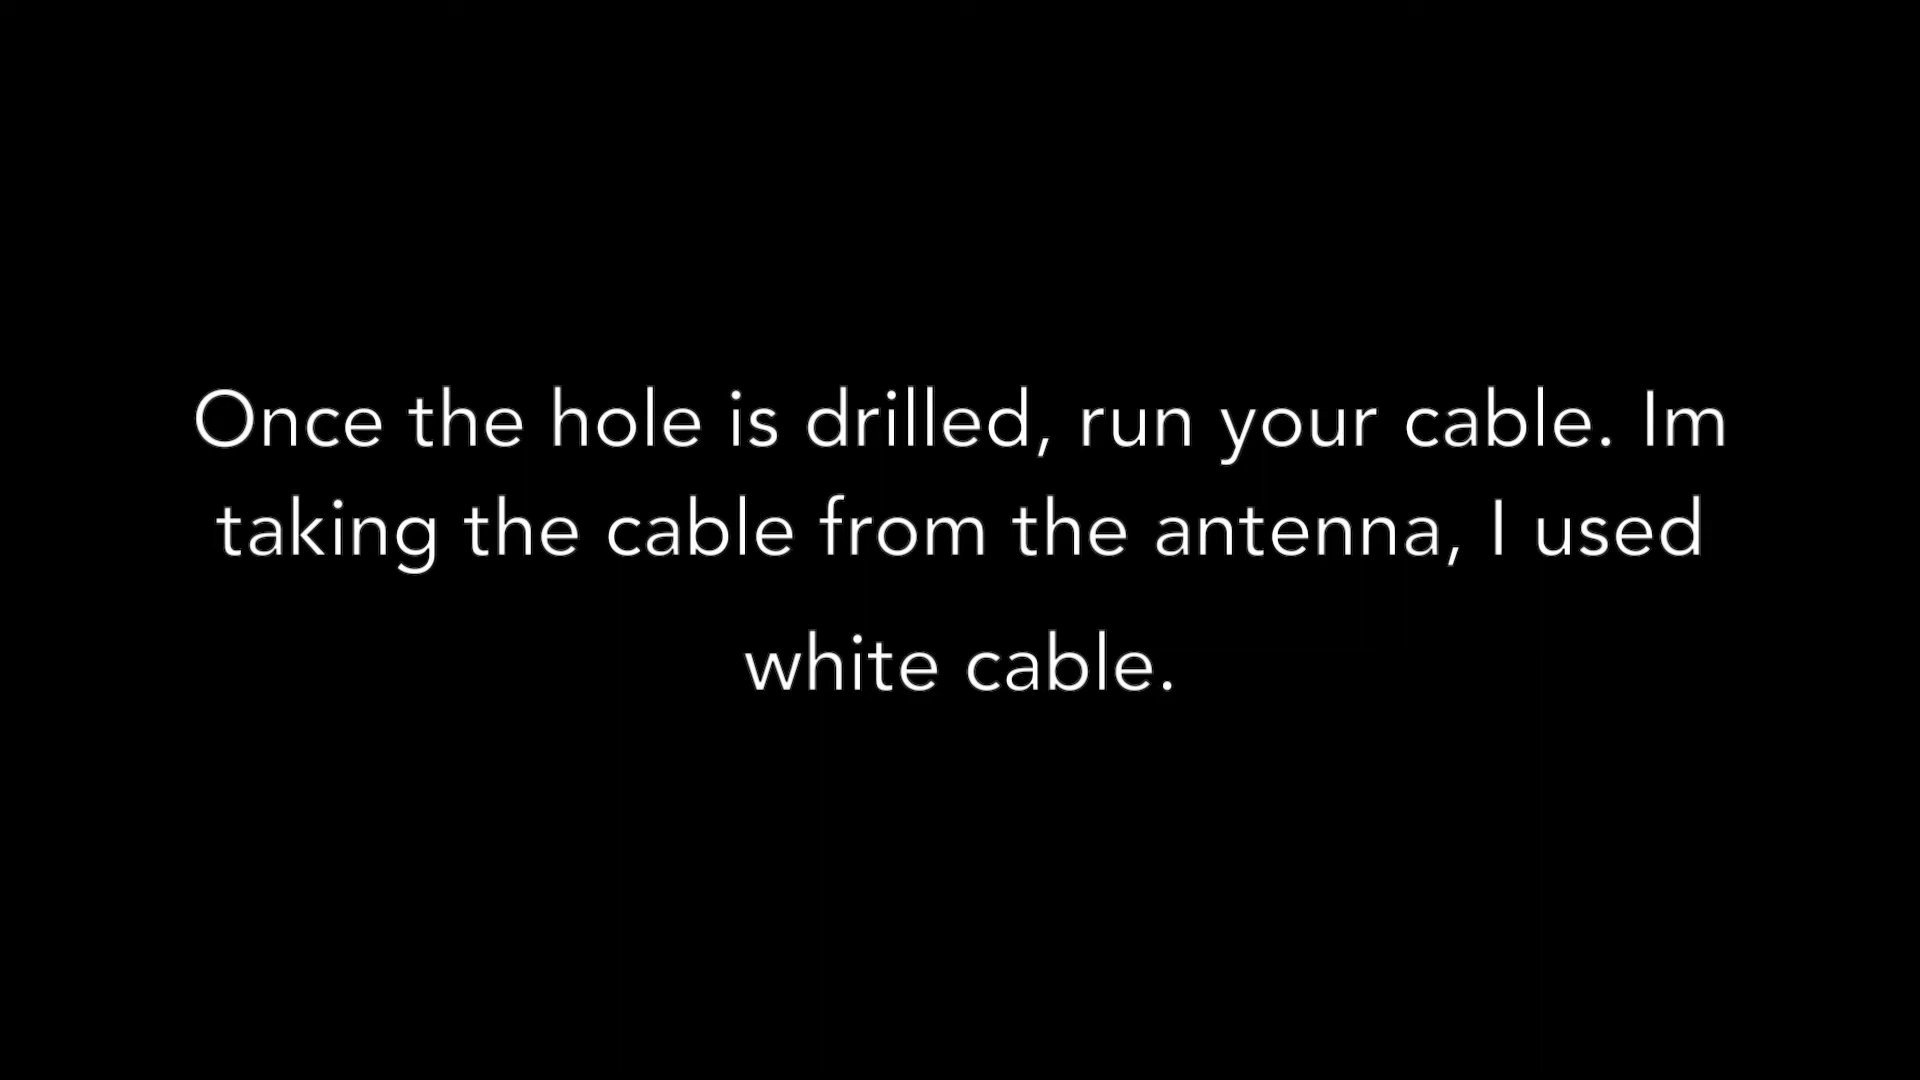 Once the hole is drilled, run your cable. Im
taking the cable from the antenna, I used
white cable.